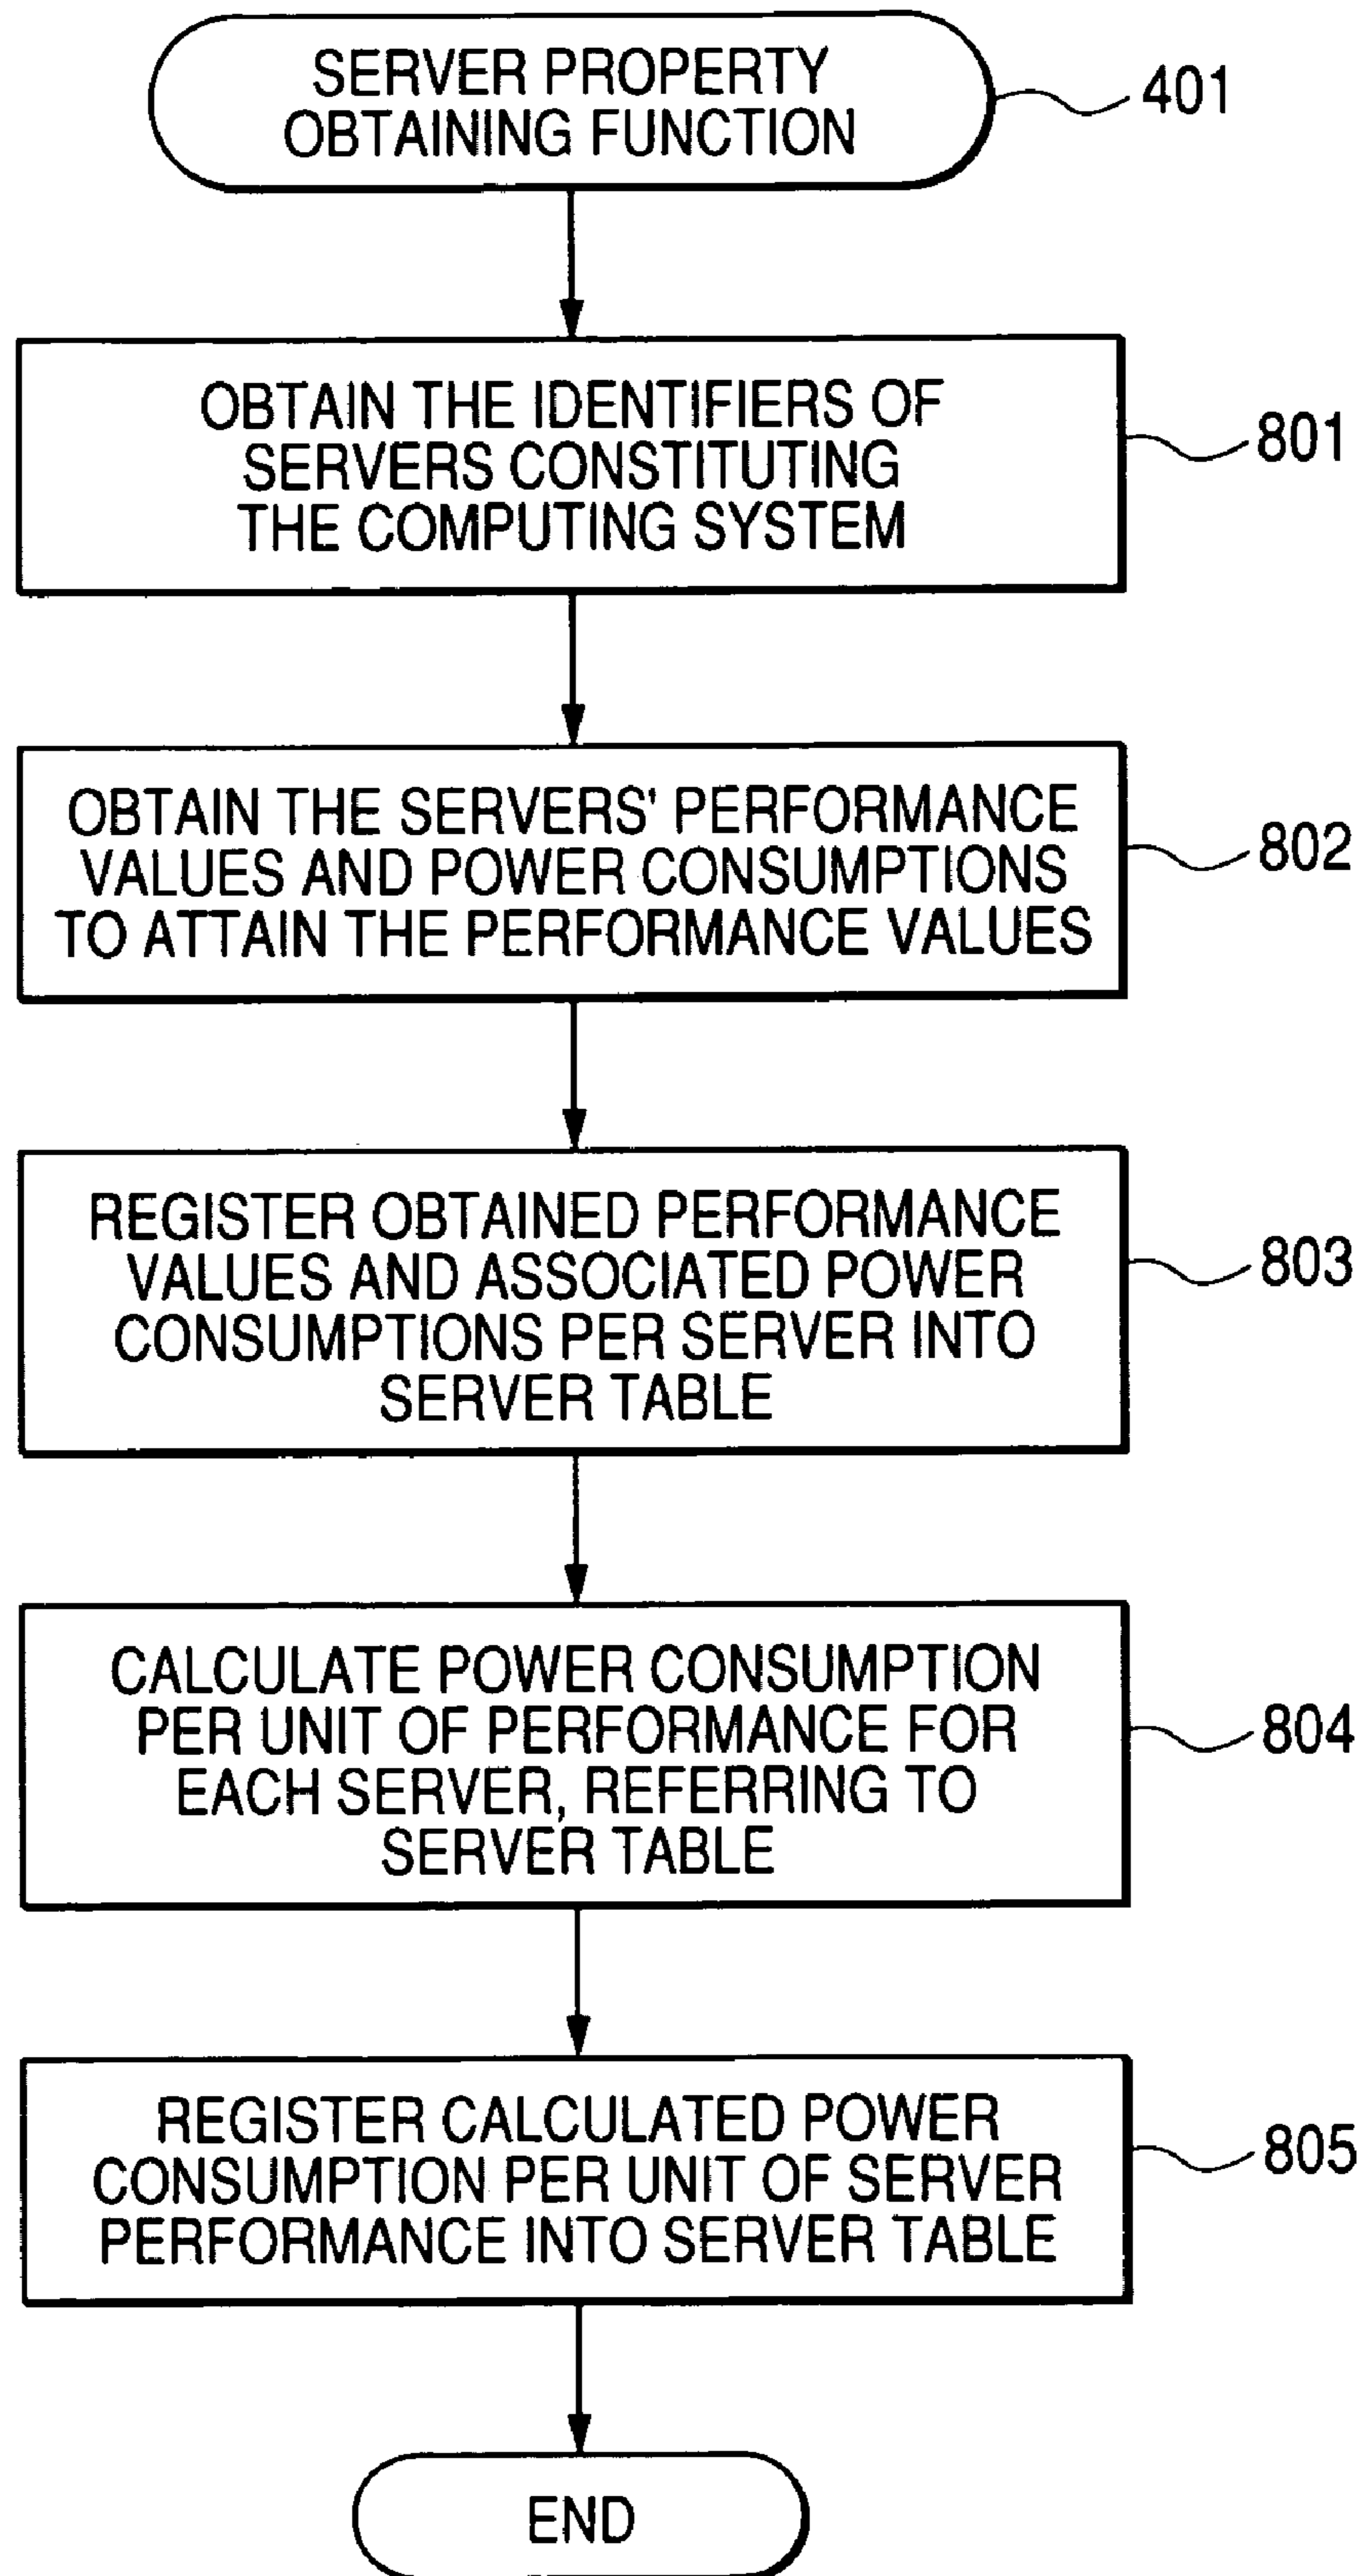 SERVER PROPERTY
OBTAINING FUNCTION
401
OBTAIN THE IDENTIFIERS OF
SERVERS CONSTITUTING
THE COMPUTING SYSTEM
801
OBTAIN THE SERVERS' PERFORMANCE
VALUES AND POWER CONSUMPTIONS
TO ATTAIN THE PERFORMANCE VALUES
802
REGISTER OBTAINED PERFORMANCE
VALUES AND ASSOCIATED POWER
CONSUMPTIONS PER SERVER INTO
SERVER TABLE
803
CALCULATE POWER CONSUMPTION
PER UNIT OF PERFORMANCE FOR
EACH SERVER, REFERRING TO
SERVER TABLE
804
REGISTER CALCULATED POWER
CONSUMPTION PER UNIT OF SERVER
PERFORMANCE INTO SERVER TABLE
805
END